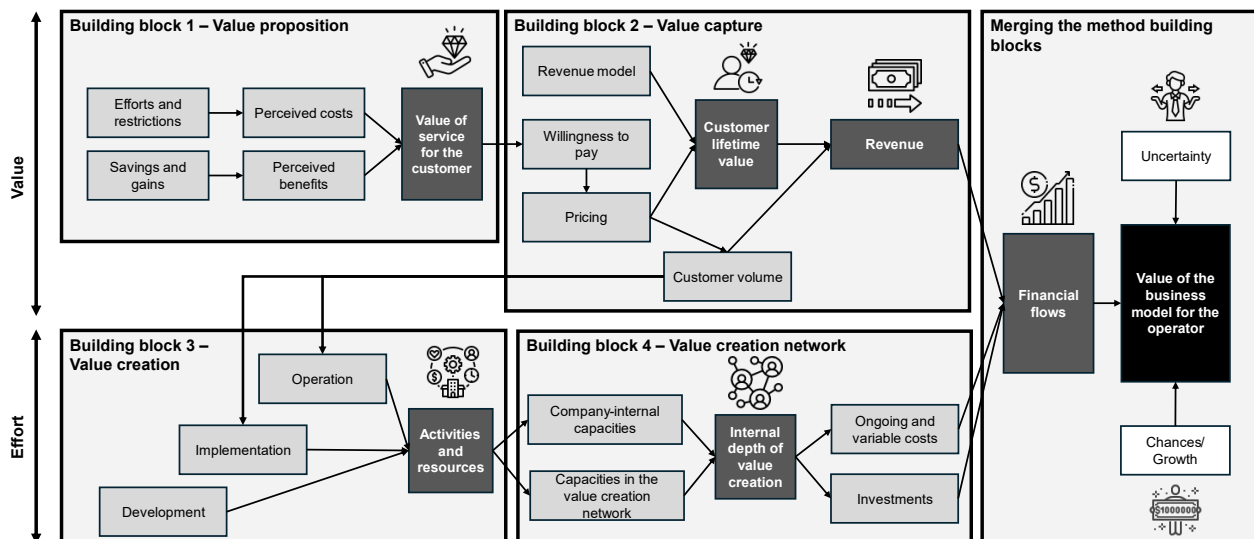 Value
Building block 1 – Value proposition
Efforts and
restrictions
Perceived costs
Savings and
gains
Perceived
benefits
Value of
service for the
customer
Building block 2 – Value capture
Revenue model
Willingness to
pay
Pricing
Customer
lifetime
value
Revenue
Customer volume
Merging the method building
blocks
Uncertainty
$
Financial
flows
Value of the
business
model for the
operator
Chances/
Growth
$1000000
Effort
Building block 3 –
Value creation
Operation
Implementation
Development
$
Activities
and
resources
Building block 4 – Value creation network
Company-internal
capacities
Capacities in the
value creation
network
Internal
depth of
value
creation
Ongoing and
variable costs
Investments